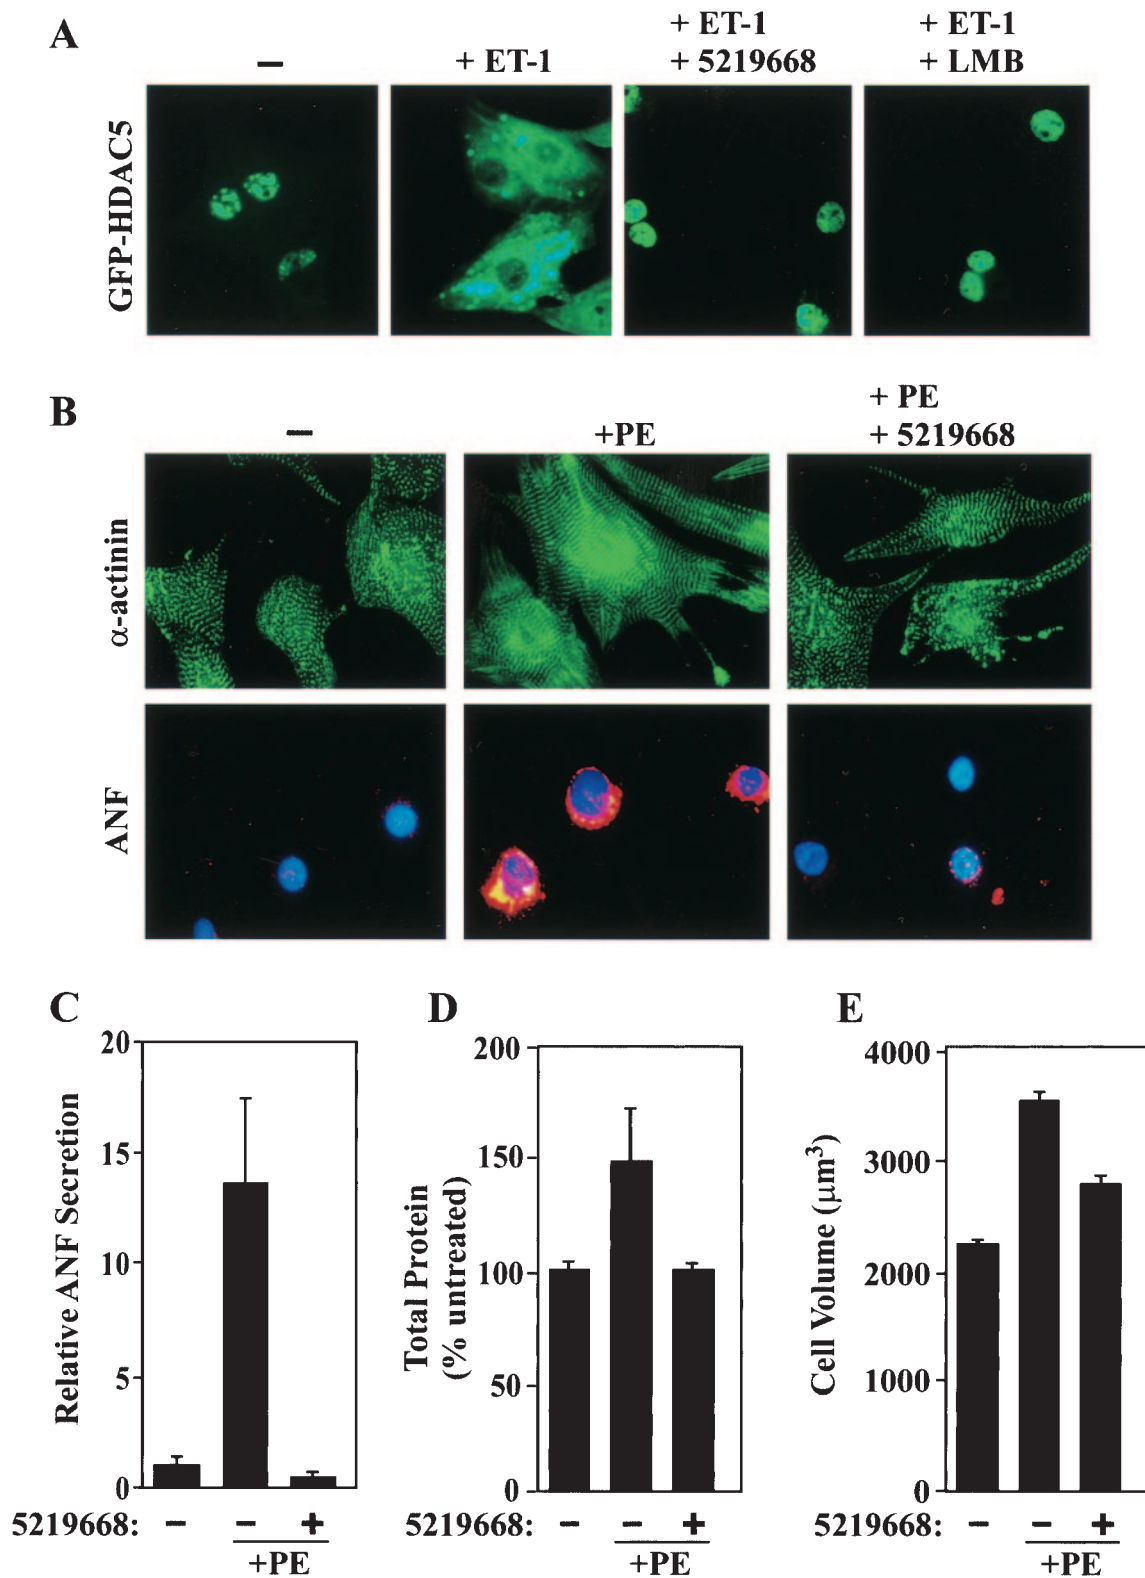 A
−
+ ET-1
+ ET-1
+ 5219668
+ ET-1
+ LMB
GFP-HDAC5
B
−
+PE
+ PE
+ 5219668
α-actinin
ANF
C
Relative ANF Secretion
20
15
10
5
0
5219668: − − +
+PE
D
Total Protein
(% untreated)
200
150
100
50
0
− − +
+PE
E
Cell Volume (μm³)
4000
3000
2000
1000
0
5219668: − − +
+PE